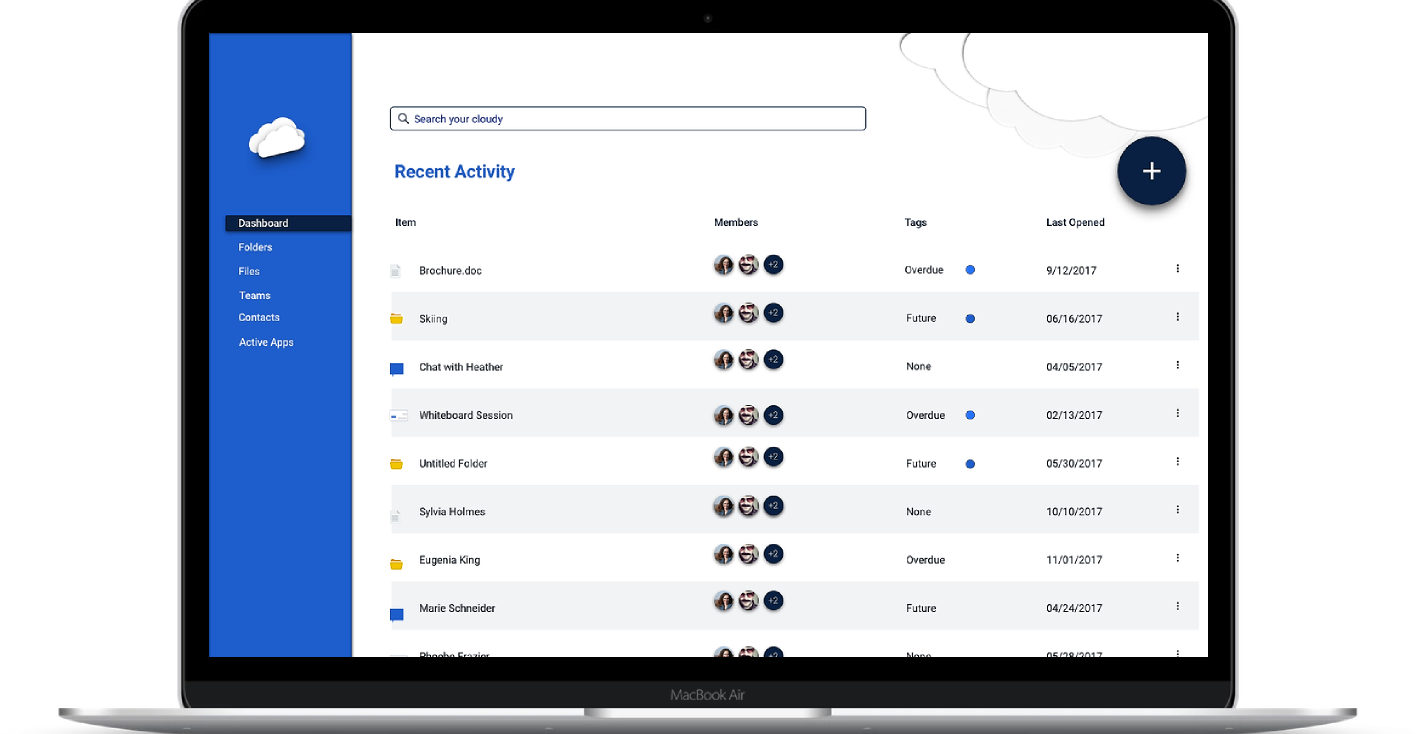 Search your cloudy
Recent Activity
+
Dashboard
Folders
Files
Teams
Contacts
Active Apps
Item Members Tags Last Opened
Brochure.doc +2 Overdue 9/12/2017
Skiing +2 Future 06/16/2017
Chat with Heather +2 None 04/05/2017
Whiteboard Session +2 Overdue 02/13/2017
Untitled Folder +2 Future 05/30/2017
Sylvia Holmes +2 None 10/10/2017
Eugenia King +2 Overdue 11/01/2017
Marie Schneider +2 Future 04/24/2017
Phoebe Frazier +2 None 05/28/2017
MacBook Air